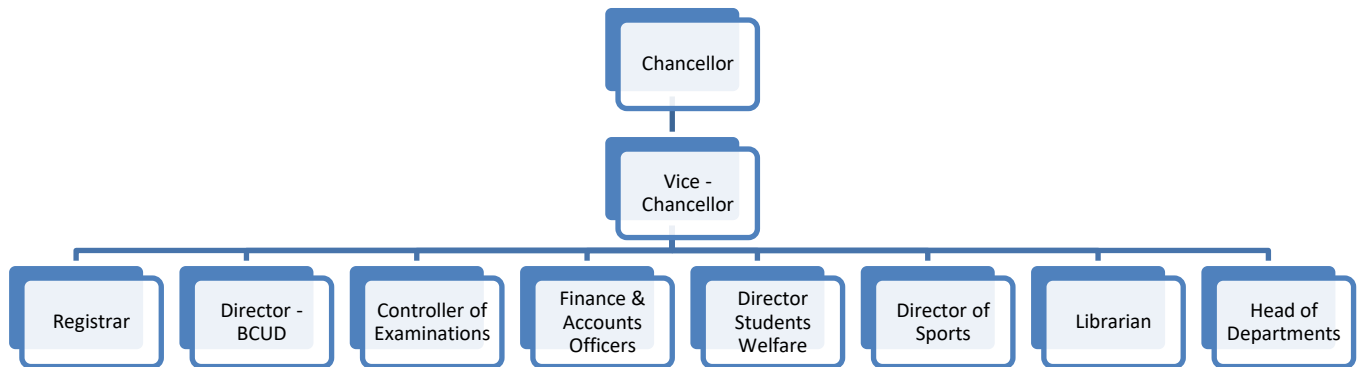 Chancellor
Vice -
Chancellor
Registrar
Director -
BCUD
Controller of
Examinations
Finance &
Accounts
Officers
Director
Students
Welfare
Director of
Sports
Librarian
Head of
Departments